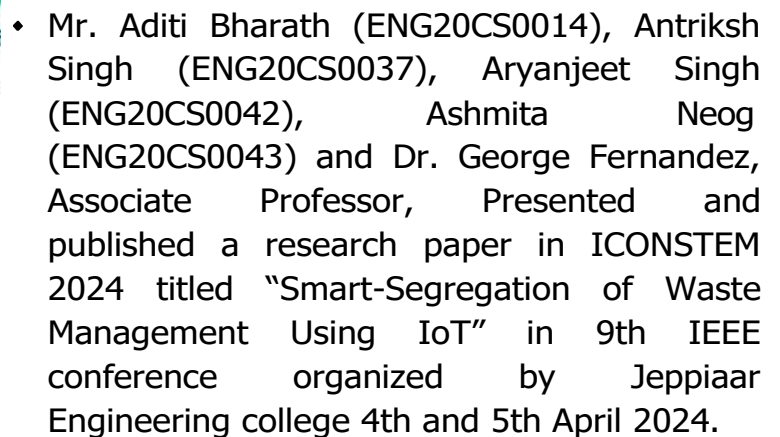 • Mr. Aditi Bharath (ENG20CS0014), Antriksh
Singh (ENG20CS0037), Aryanjeet Singh
(ENG20CS0042), Ashmita Neog
(ENG20CS0043) and Dr. George Fernandez,
Associate Professor, Presented and
published a research paper in ICONSTEM
2024 titled “Smart-Segregation of Waste
Management Using IoT” in 9th IEEE
conference organized by Jeppiaar
Engineering college 4th and 5th April 2024.